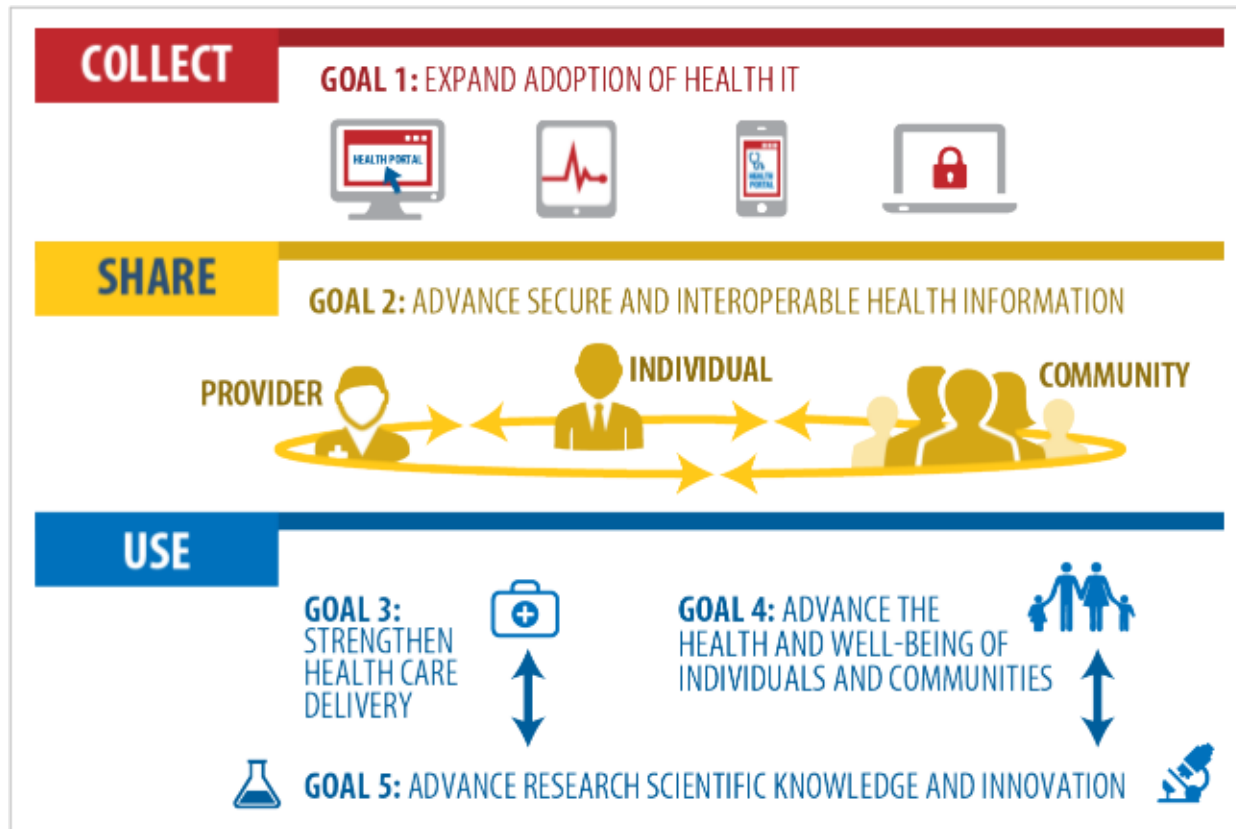 COLLECT
GOAL 1: EXPAND ADOPTION OF HEALTH IT
HEALTH PORTAL
HEALTH
PORTAL
SHARE
GOAL 2: ADVANCE SECURE AND INTEROPERABLE HEALTH INFORMATION
PROVIDER
INDIVIDUAL
COMMUNITY
USE
GOAL 3:
STRENGTHEN
HEALTH CARE
DELIVERY
GOAL 4: ADVANCE THE
HEALTH AND WELL-BEING OF
INDIVIDUALS AND COMMUNITIES
GOAL 5: ADVANCE RESEARCH SCIENTIFIC KNOWLEDGE AND INNOVATION